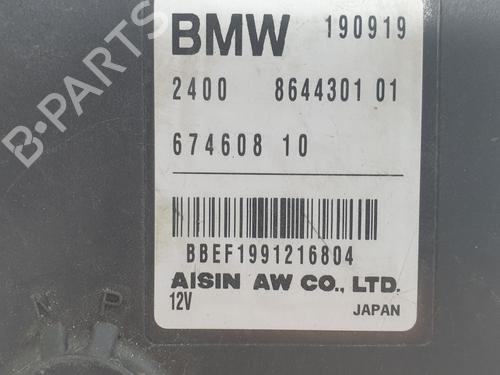 BMW 190919
2400 8644301 01
674608 10
BBEF1991216804
AISIN AW CO., LTD.
12V JAPAN
N P
B-PARTS